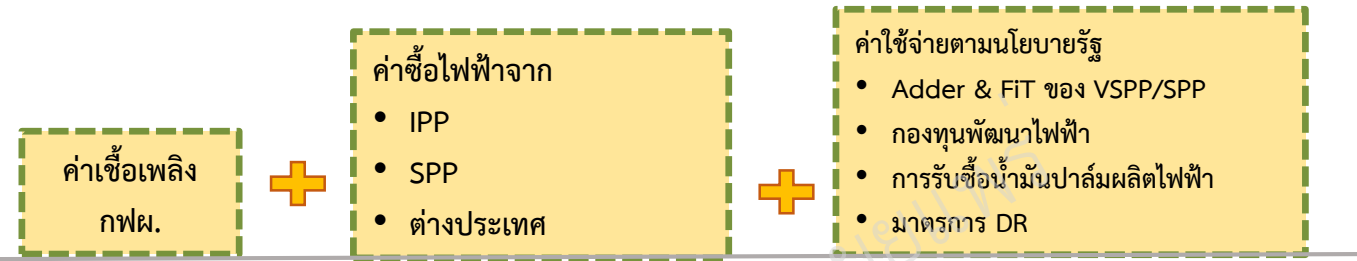 ค่าเชื้อเพลิง
กฟผ.
ค่าซื้อไฟฟ้าจาก
• IPP
• SPP
• ต่างประเทศ
ค่าใช้จ่ายตามนโยบายรัฐ
• Adder & FiT ของ VSPP/SPP
• กองทุนพัฒนาไฟฟ้า
• การรับซื้อน้ำมันปาล์มผลิตไฟฟ้า
• มาตรการ DR